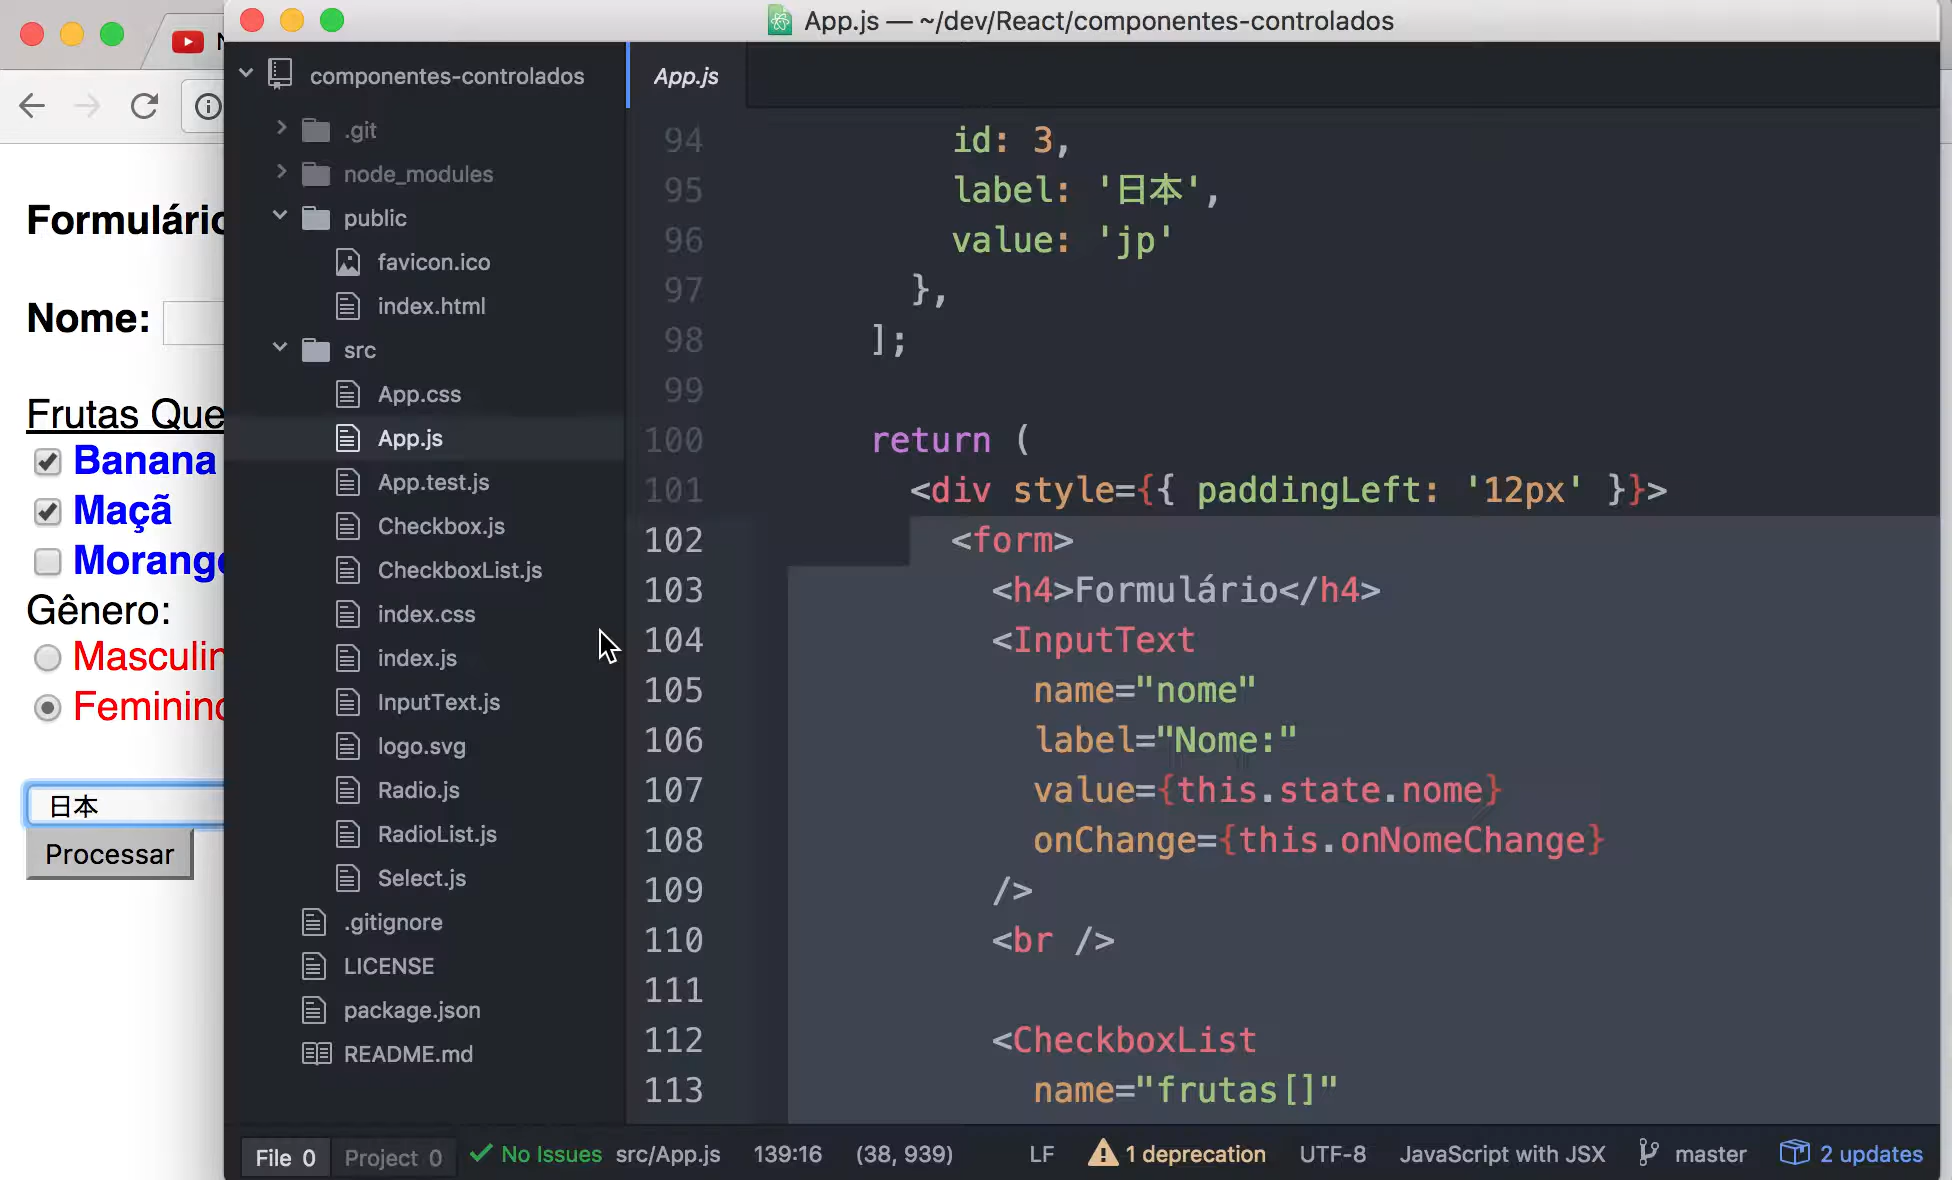 App.js — ~/dev/React/componentes-controlados
Formulário
Nome:
Frutas Que
Banana
Maçã
Morango
Gênero:
Masculin
Feminino
日本
Processar
componentes-controlados
.git
node_modules
public
favicon.ico
index.html
src
App.css
App.js
App.test.js
Checkbox.js
CheckboxList.js
index.css
index.js
InputText.js
logo.svg
Radio.js
RadioList.js
Select.js
.gitignore
LICENSE
package.json
README.md
App.js
94 id: 3,
95 label: '日本',
96 value: 'jp'
97 },
98 ];
99
100 return (
101 <div style={{ paddingLeft: '12px' }}>
102 <form>
103 <h4>Formulário</h4>
104 <InputText
105 name="nome"
106 label="Nome:"
107 value={this.state.nome}
108 onChange={this.onNomeChange}
109 />
110 <br />
111
112 <CheckboxList
113 name="frutas[]"
File 0 Project 0 No Issues src/App.js 139:16 (38, 939) LF 1 deprecation UTF-8 JavaScript with JSX master 2 updates